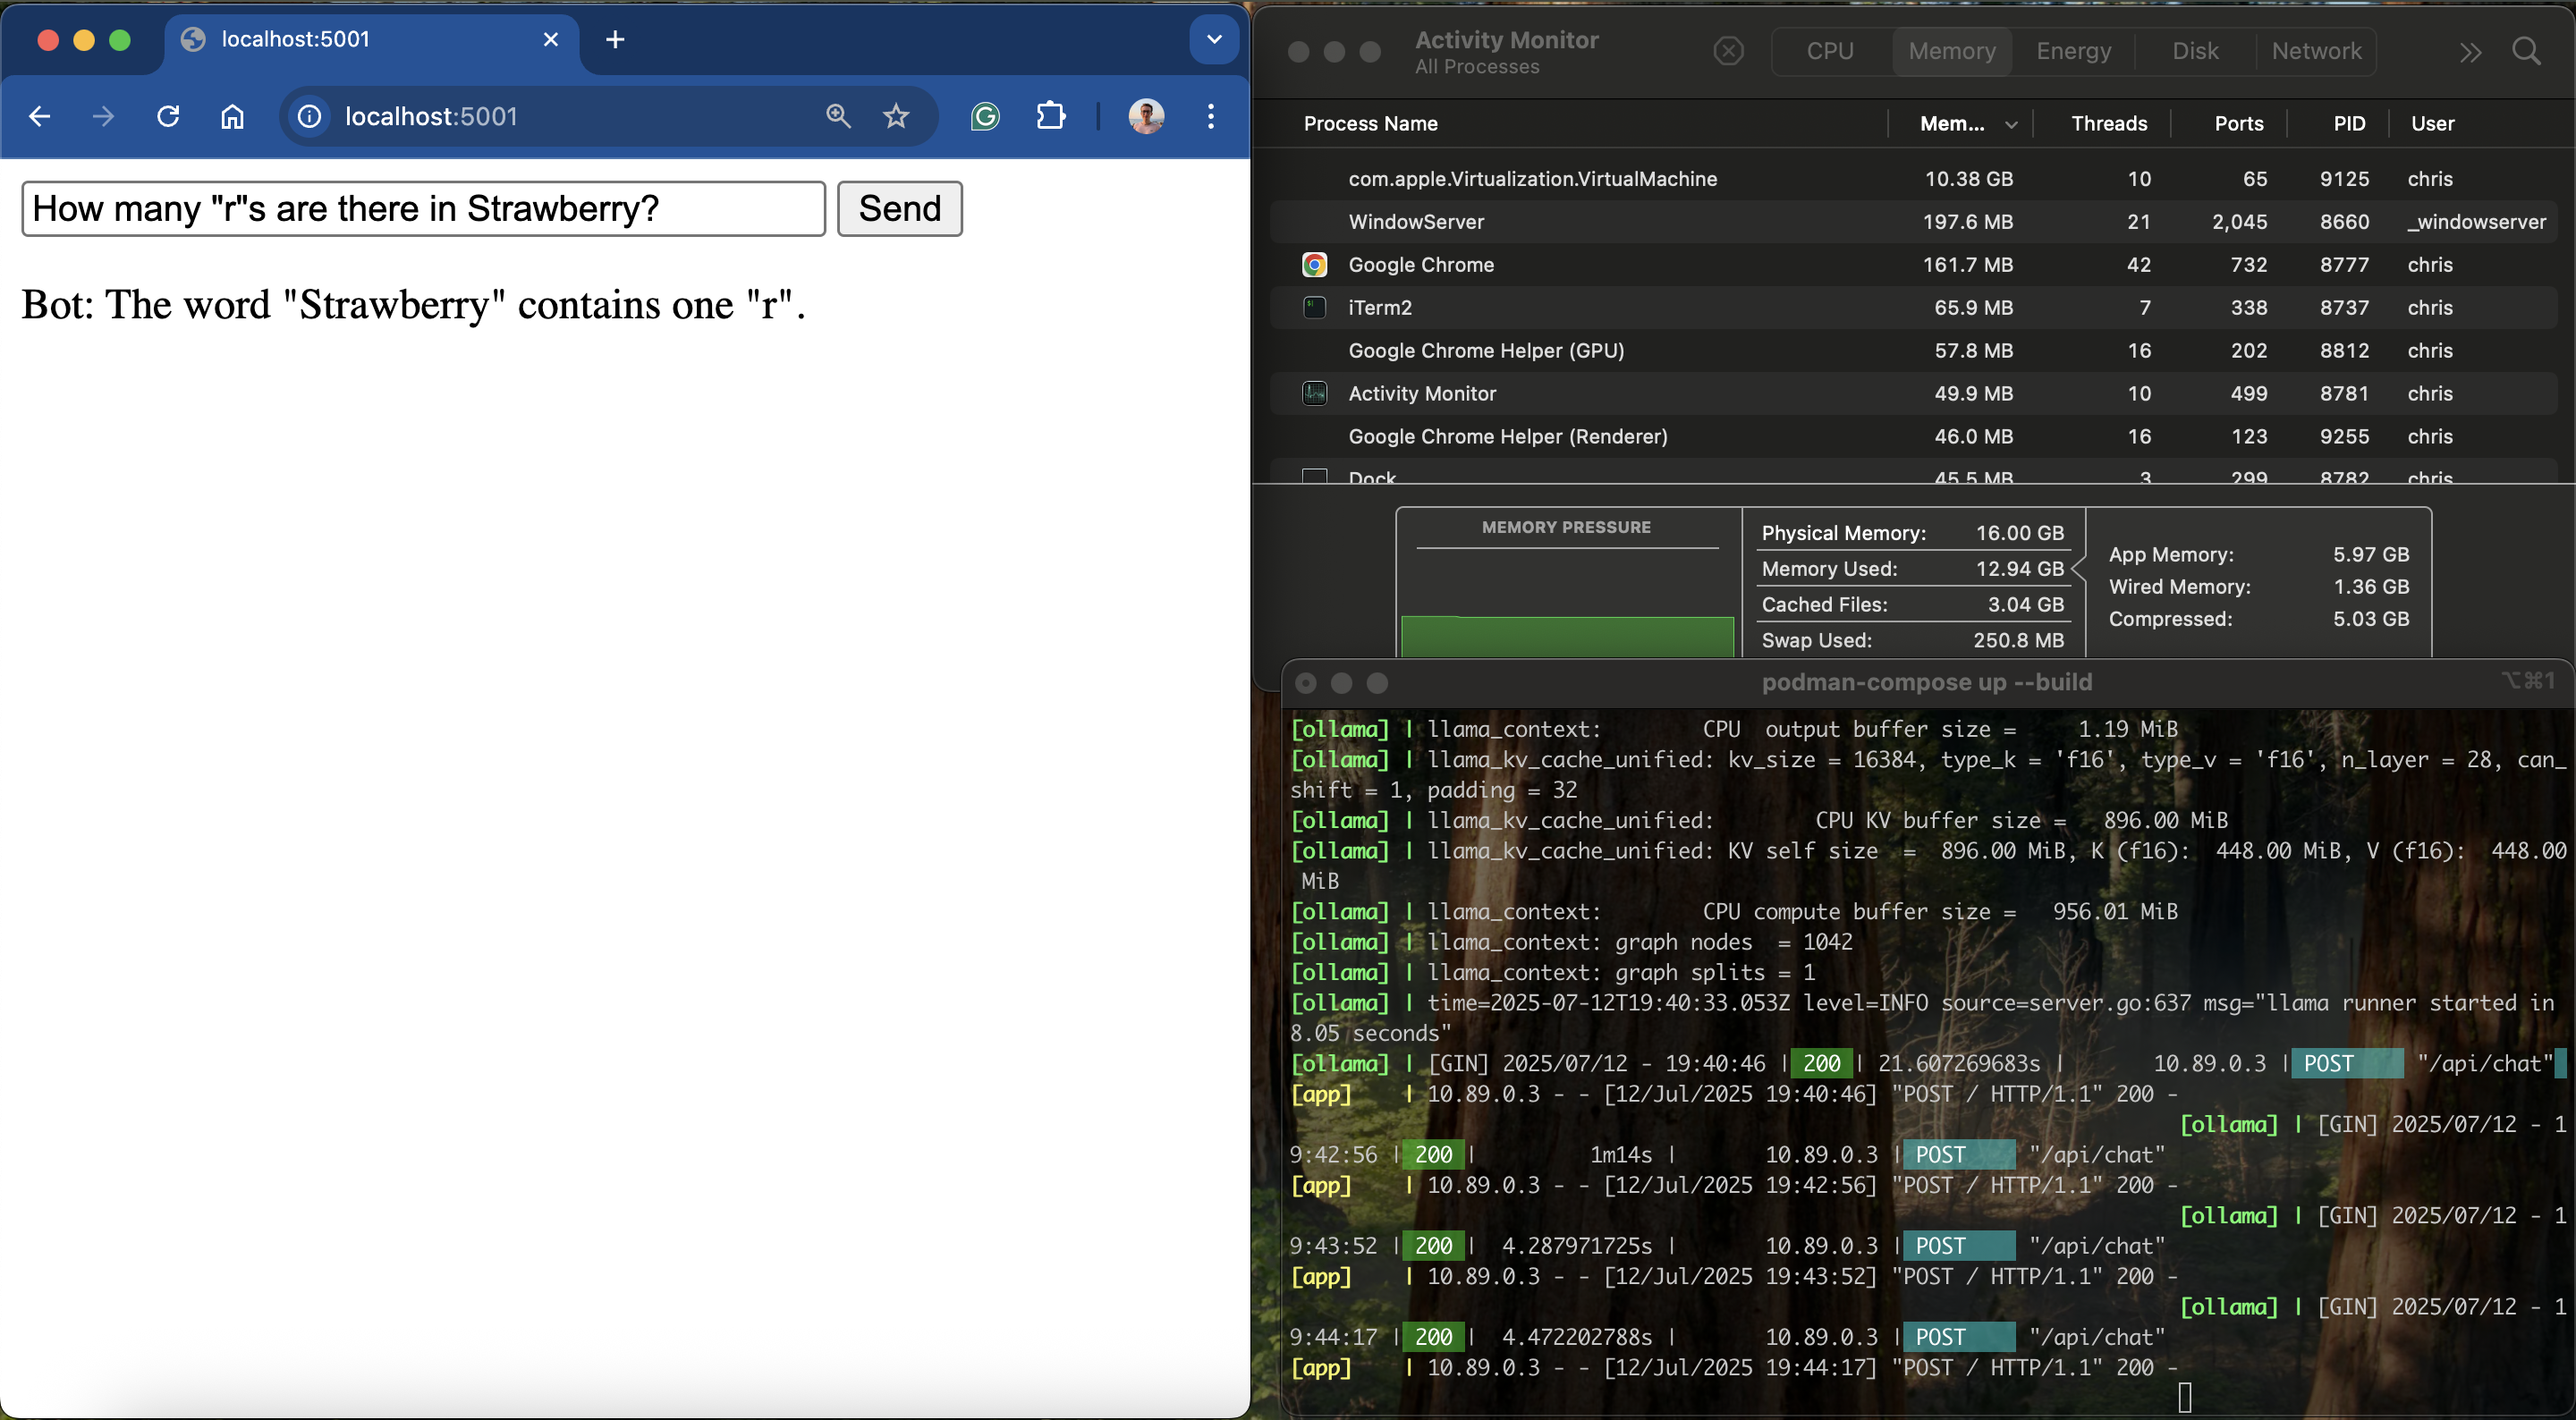 localhost:5001
localhost:5001
How many "r"s are there in Strawberry? Send
Bot: The word "Strawberry" contains one "r".
Activity Monitor
All Processes
CPU Memory Energy Disk Network
Process Name Mem... Threads Ports PID User
com.apple.Virtualization.VirtualMachine 10.38 GB 10 65 9125 chris
WindowServer 197.6 MB 21 2,045 8660 _windowserver
Google Chrome 161.7 MB 42 732 8777 chris
iTerm2 65.9 MB 7 338 8737 chris
Google Chrome Helper (GPU) 57.8 MB 16 202 8812 chris
Activity Monitor 49.9 MB 10 499 8781 chris
Google Chrome Helper (Renderer) 46.0 MB 16 123 9255 chris
Dock 45.5 MB 3 299 8782 chris
MEMORY PRESSURE
Physical Memory: 16.00 GB
Memory Used: 12.94 GB
Cached Files: 3.04 GB
Swap Used: 250.8 MB
App Memory: 5.97 GB
Wired Memory: 1.36 GB
Compressed: 5.03 GB
podman-compose up --build ⌥⌘1
[ollama] | llama_context:        CPU  output buffer size =     1.19 MiB
[ollama] | llama_kv_cache_unified: kv_size = 16384, type_k = 'f16', type_v = 'f16', n_layer = 28, can_
shift = 1, padding = 32
[ollama] | llama_kv_cache_unified:        CPU KV buffer size =   896.00 MiB
[ollama] | llama_kv_cache_unified: KV self size  =  896.00 MiB, K (f16):  448.00 MiB, V (f16):  448.00
MiB
[ollama] | llama_context:        CPU compute buffer size =   956.01 MiB
[ollama] | llama_context: graph nodes  = 1042
[ollama] | llama_context: graph splits = 1
[ollama] | time=2025-07-12T19:40:33.053Z level=INFO source=server.go:637 msg="llama runner started in
8.05 seconds"
[ollama] | [GIN] 2025/07/12 - 19:40:46 | 200 | 21.607269683s |       10.89.0.3 | POST     "/api/chat"
[app]    | 10.89.0.3 - - [12/Jul/2025 19:40:46] "POST / HTTP/1.1" 200 -
[ollama] | [GIN] 2025/07/12 - 1
9:42:56 | 200 |         1m14s |       10.89.0.3 | POST     "/api/chat"
[app]    | 10.89.0.3 - - [12/Jul/2025 19:42:56] "POST / HTTP/1.1" 200 -
[ollama] | [GIN] 2025/07/12 - 1
9:43:52 | 200 |  4.287971725s |       10.89.0.3 | POST     "/api/chat"
[app]    | 10.89.0.3 - - [12/Jul/2025 19:43:52] "POST / HTTP/1.1" 200 -
[ollama] | [GIN] 2025/07/12 - 1
9:44:17 | 200 |  4.472202788s |       10.89.0.3 | POST     "/api/chat"
[app]    | 10.89.0.3 - - [12/Jul/2025 19:44:17] "POST / HTTP/1.1" 200 -